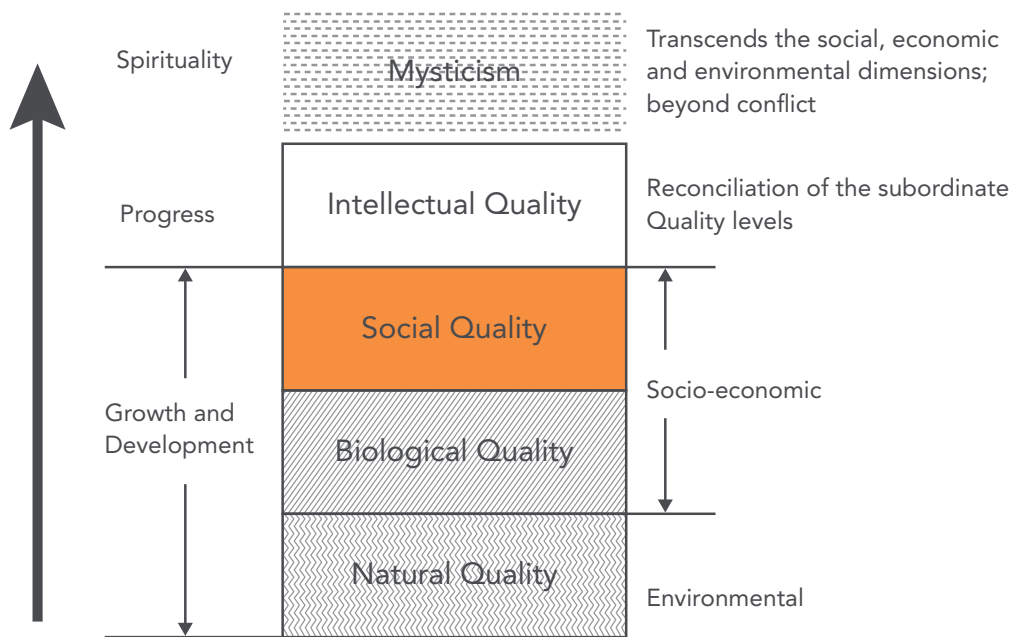 Spirituality
Mysticism
Transcends the social, economic
and environmental dimensions;
beyond conflict
Progress
Intellectual Quality
Reconciliation of the subordinate
Quality levels
Social Quality
Growth and
Development
Socio-economic
Biological Quality
Natural Quality
Environmental